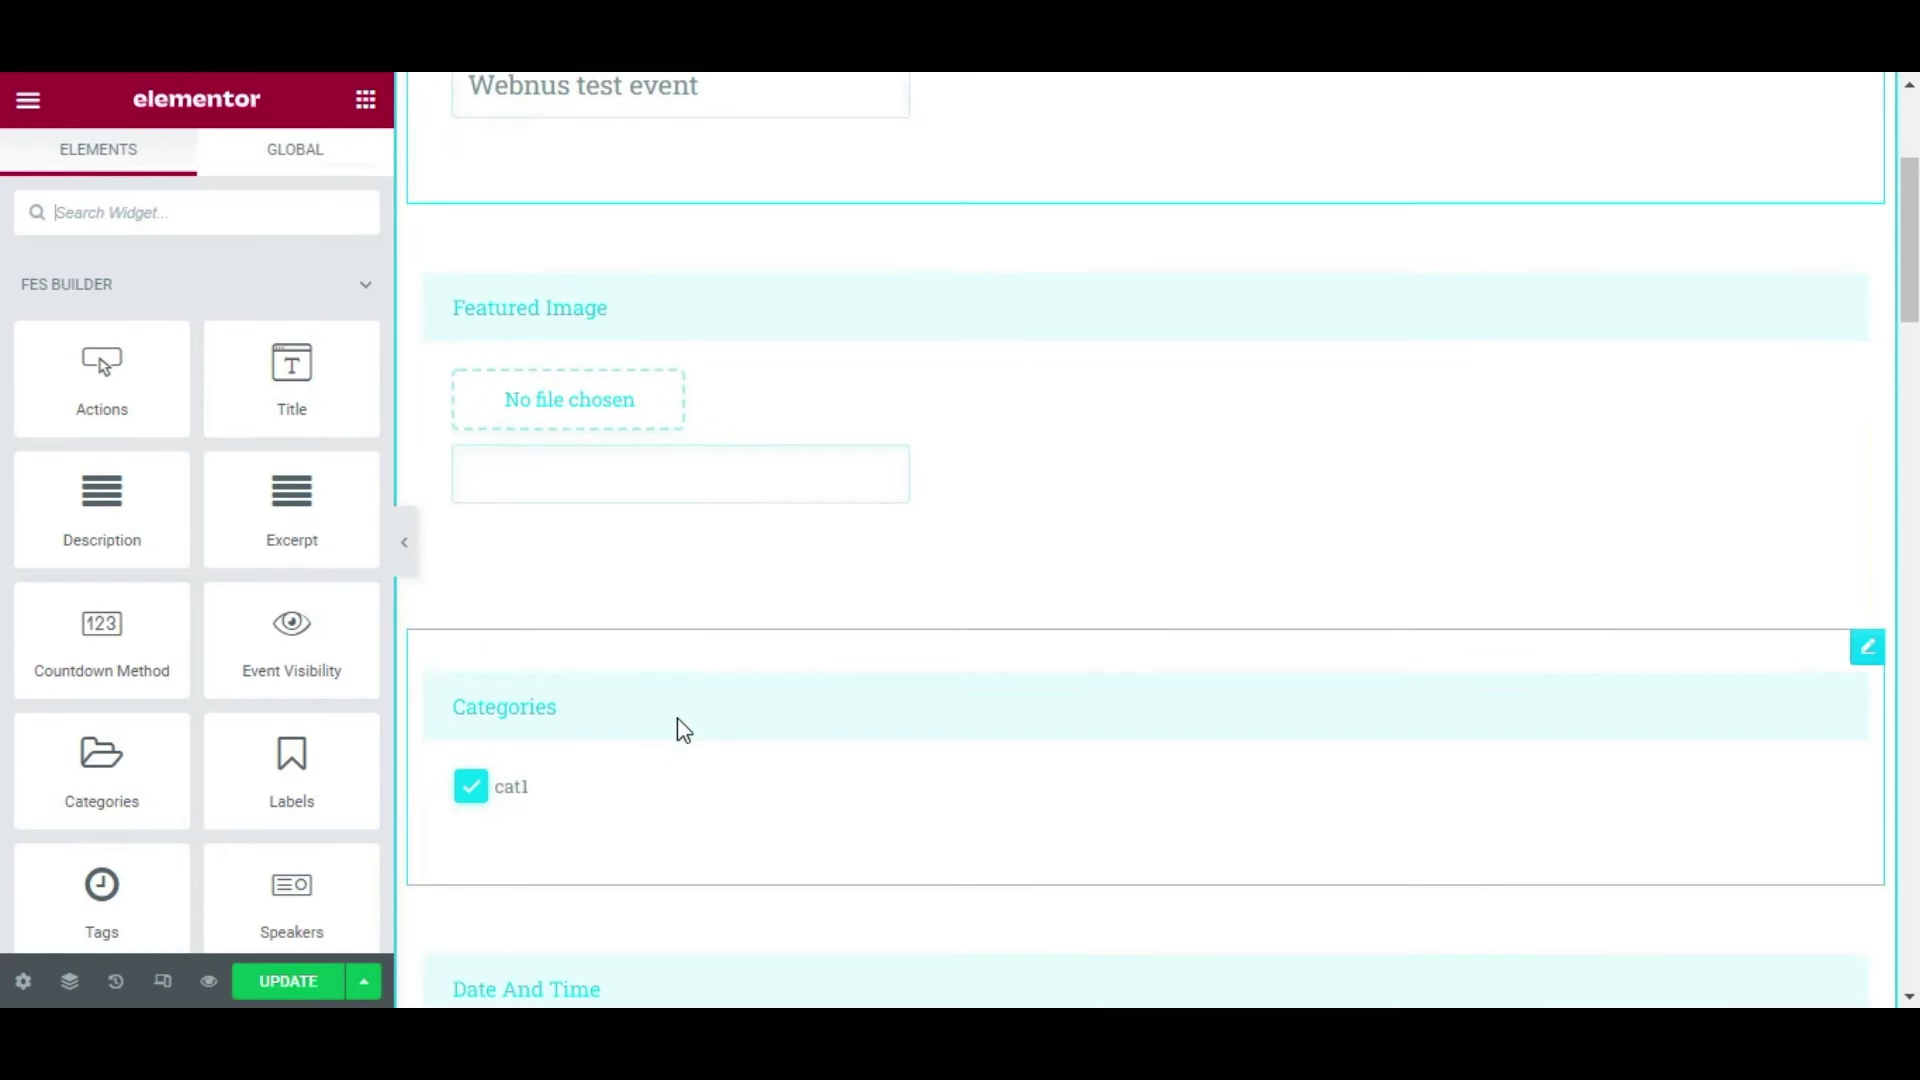 elementor
ELEMENTS
GLOBAL
Search Widget...
FES BUILDER
Actions
Title
Description
Excerpt
123
Countdown Method
Event Visibility
Categories
Labels
Tags
Speakers
UPDATE
Webnus test event
Featured Image
No file chosen
Categories
cat1
Date And Time